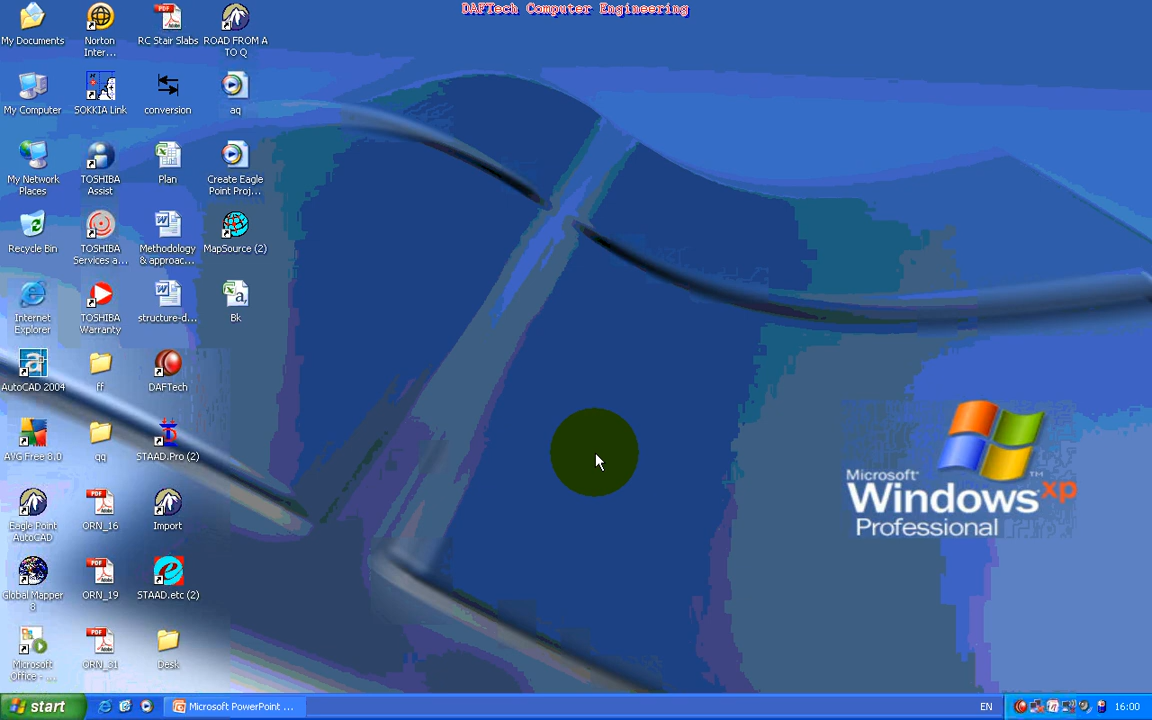 DAFTech Computer Engineering
My Documents
Norton
Inter...
RC Stair Slabs
ROAD FROM A
TO Q
My Computer
SOKKIA Link
conversion
aq
My Network
Places
TOSHIBA
Assist
Plan
Create Eagle
Point Proj...
Recycle Bin
TOSHIBA
Services a...
Methodology
& approac...
MapSource (2)
Internet
Explorer
TOSHIBA
Warranty
structure-d...
Bk
AutoCAD 2004
ff
DAFTech
AVG Free 8.0
qq
STAAD.Pro (2)
Eagle Point
AutoCAD
ORN_16
Import
Global Mapper
8
ORN_19
STAAD.etc (2)
Microsoft
Office - ...
ORN_31
Desk
Microsoft®
Windows xp
Professional
start
Microsoft PowerPoint ...
EN
16:00